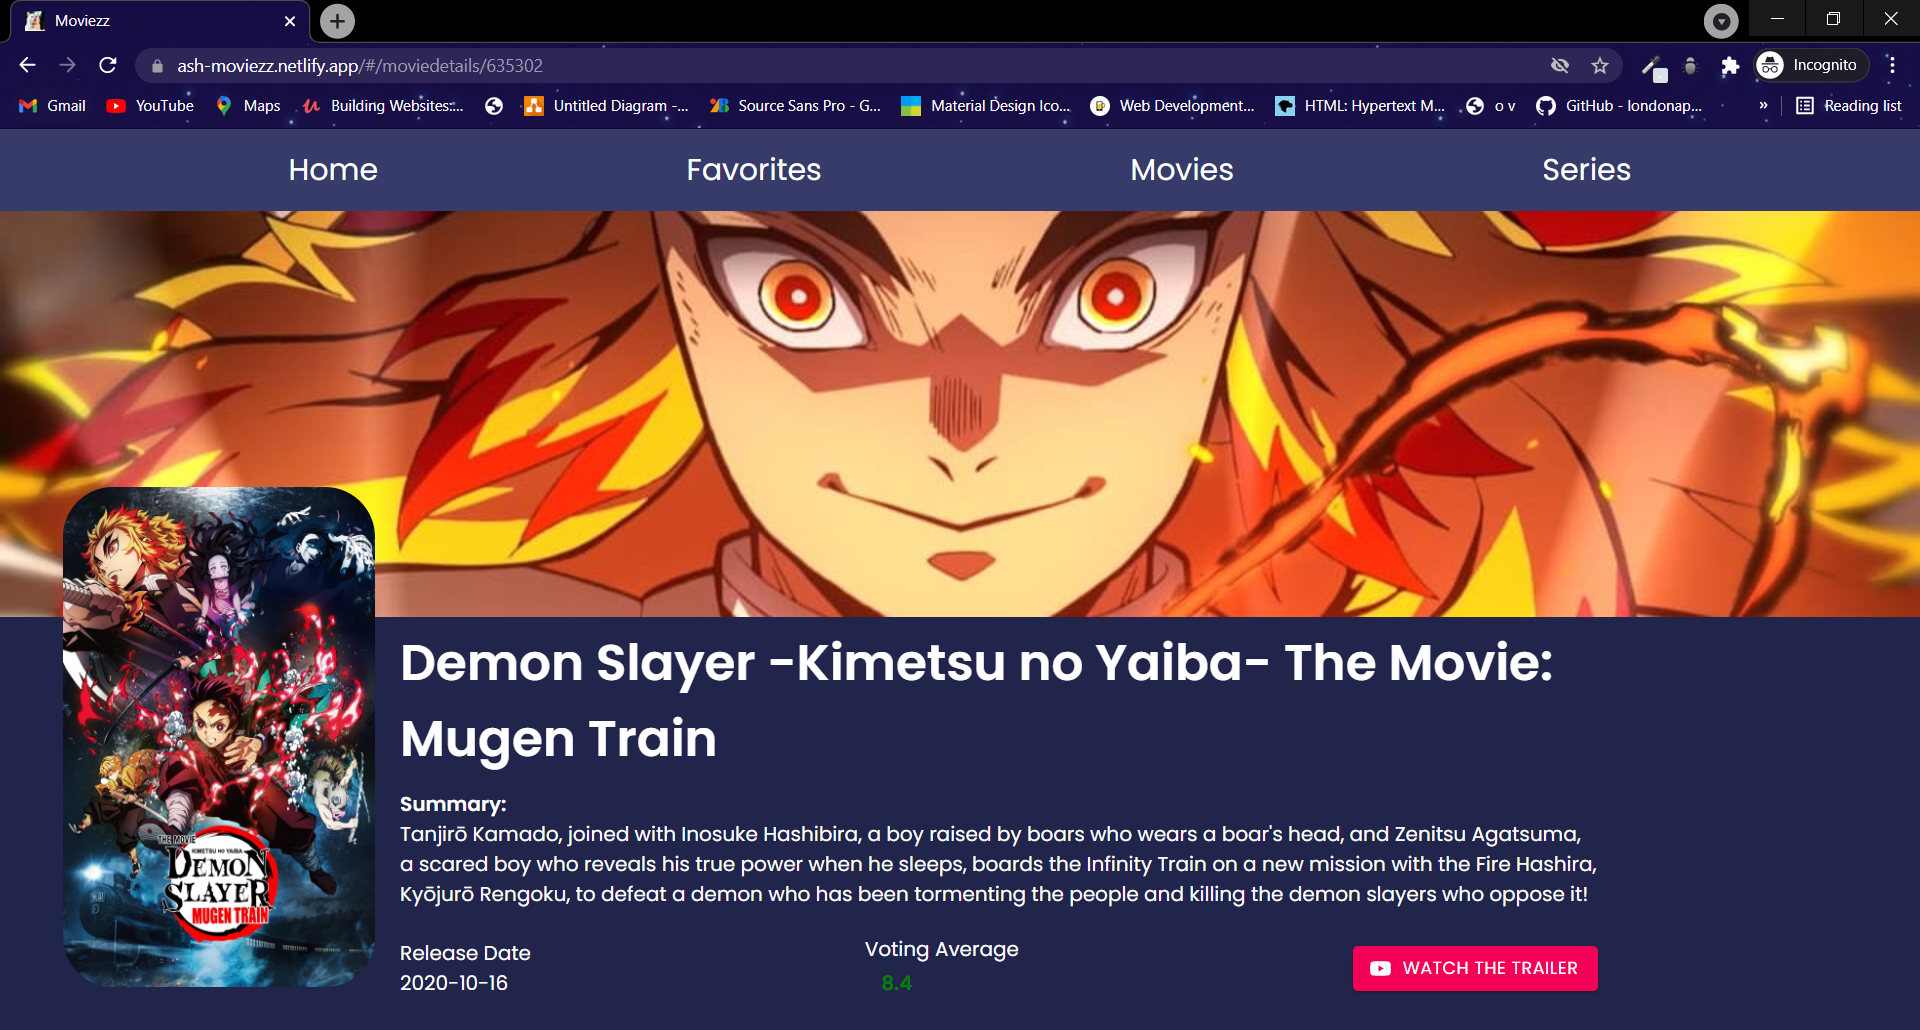 Moviezz
ash-moviezz.netlify.app/#/moviedetails/635302
Incognito
Gmail
YouTube
Maps
Building Websites:...
Untitled Diagram -...
Source Sans Pro - G...
Material Design Ico...
Web Development...
HTML: Hypertext M...
o v
GitHub - londonap...
»
Reading list
Home
Favorites
Movies
Series
THE MOVIE
KIMETSU NO YAIBA
DEMON
SLAYER
MUGEN TRAIN
Demon Slayer -Kimetsu no Yaiba- The Movie:
Mugen Train
Summary:
Tanjirō Kamado, joined with Inosuke Hashibira, a boy raised by boars who wears a boar's head, and Zenitsu Agatsuma,
a scared boy who reveals his true power when he sleeps, boards the Infinity Train on a new mission with the Fire Hashira,
Kyōjurō Rengoku, to defeat a demon who has been tormenting the people and killing the demon slayers who oppose it!
Release Date
2020-10-16
Voting Average
8.4
WATCH THE TRAILER